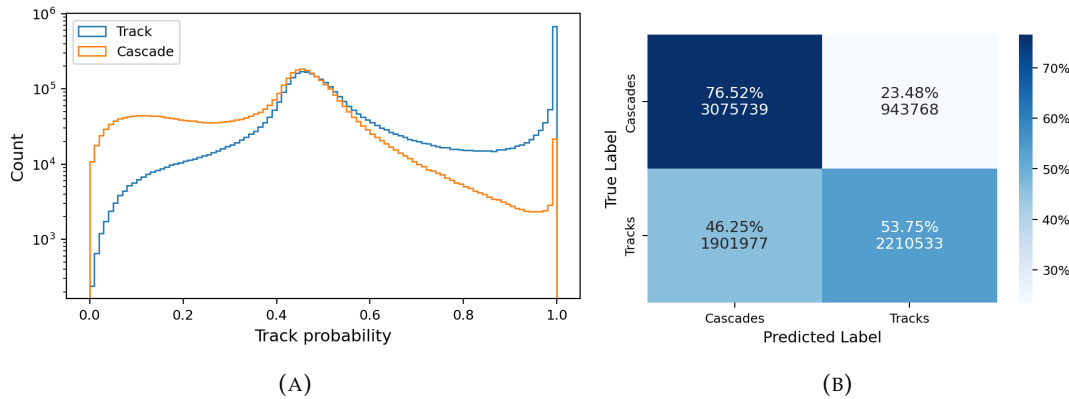 10^6
10^5
10^4
10^3
Count
Track
Cascade
0.0 0.2 0.4 0.6 0.8 1.0
Track probability
(A)
True Label
Cascades
Tracks
76.52%
3075739
23.48%
943768
46.25%
1901977
53.75%
2210533
Cascades Tracks
Predicted Label
70%
60%
50%
40%
30%
(B)